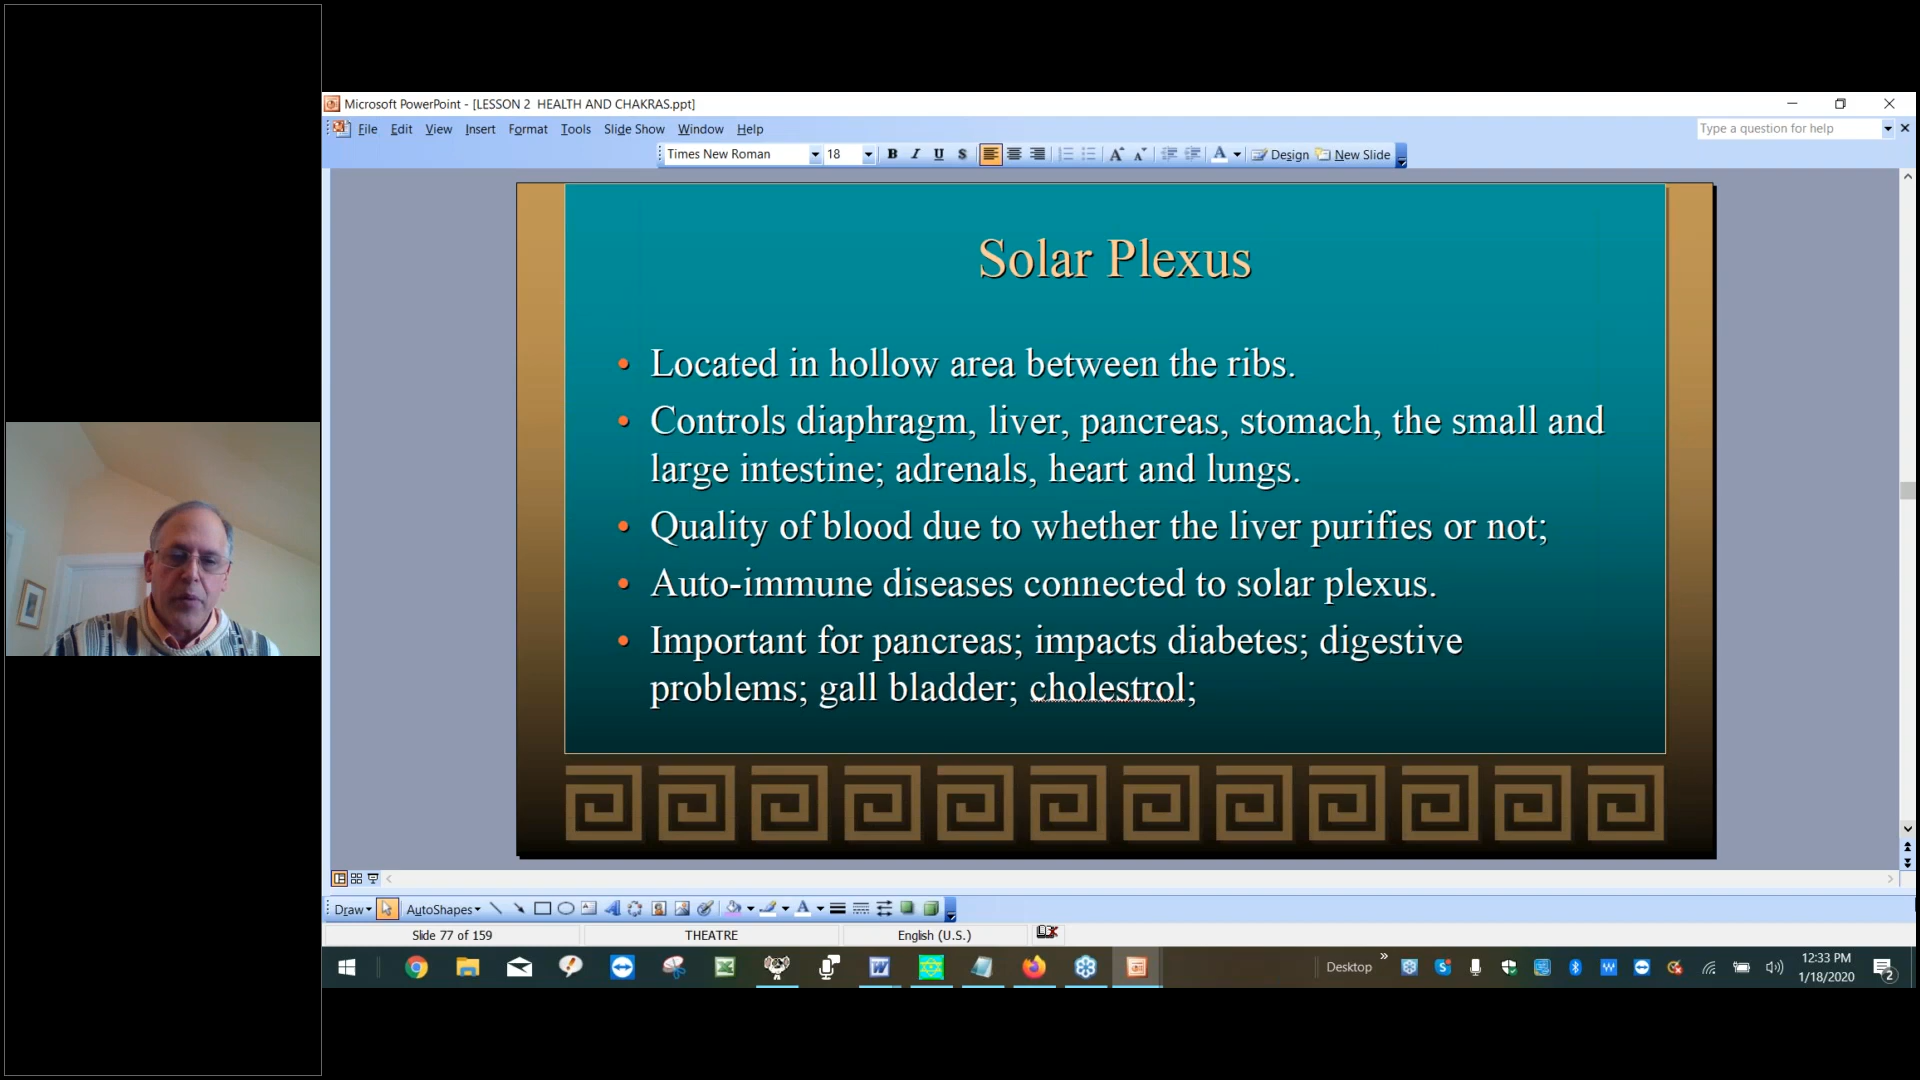 Microsoft PowerPoint - [LESSON 2  HEALTH AND CHAKRAS.ppt]
File Edit View Insert Format Tools Slide Show Window Help
Type a question for help
Times New Roman 18 B I U S A A A Design New Slide
Solar Plexus
• Located in hollow area between the ribs.
• Controls diaphragm, liver, pancreas, stomach, the small and
large intestine; adrenals, heart and lungs.
• Quality of blood due to whether the liver purifies or not;
• Auto-immune diseases connected to solar plexus.
• Important for pancreas; impacts diabetes; digestive
problems; gall bladder; cholestrol;
Draw AutoShapes A
Slide 77 of 159 THEATRE English (U.S.)
Desktop
12:33 PM
1/18/2020
2